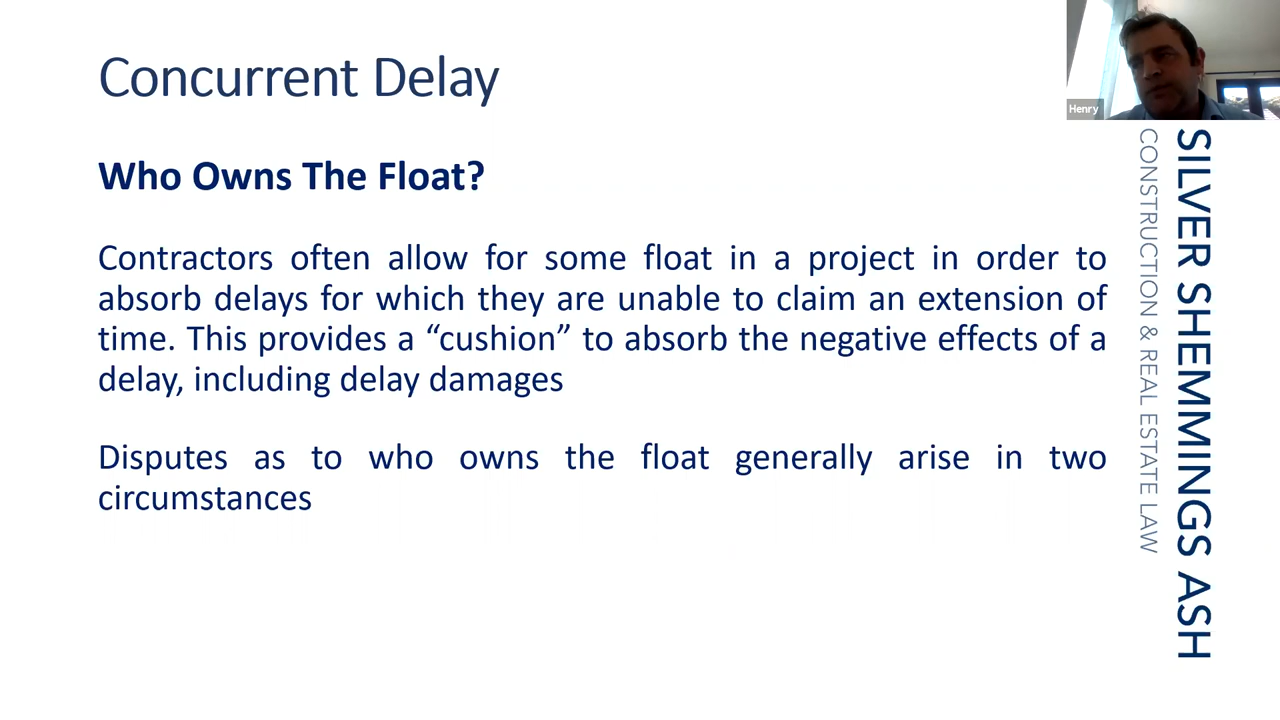 Concurrent Delay
Henry
Who Owns The Float?
Contractors often allow for some float in a project in order to
absorb delays for which they are unable to claim an extension of
time. This provides a “cushion” to absorb the negative effects of a
delay, including delay damages
Disputes as to who owns the float generally arise in two
circumstances
SILVER SHEMMINGS ASH
CONSTRUCTION & REAL ESTATE LAW